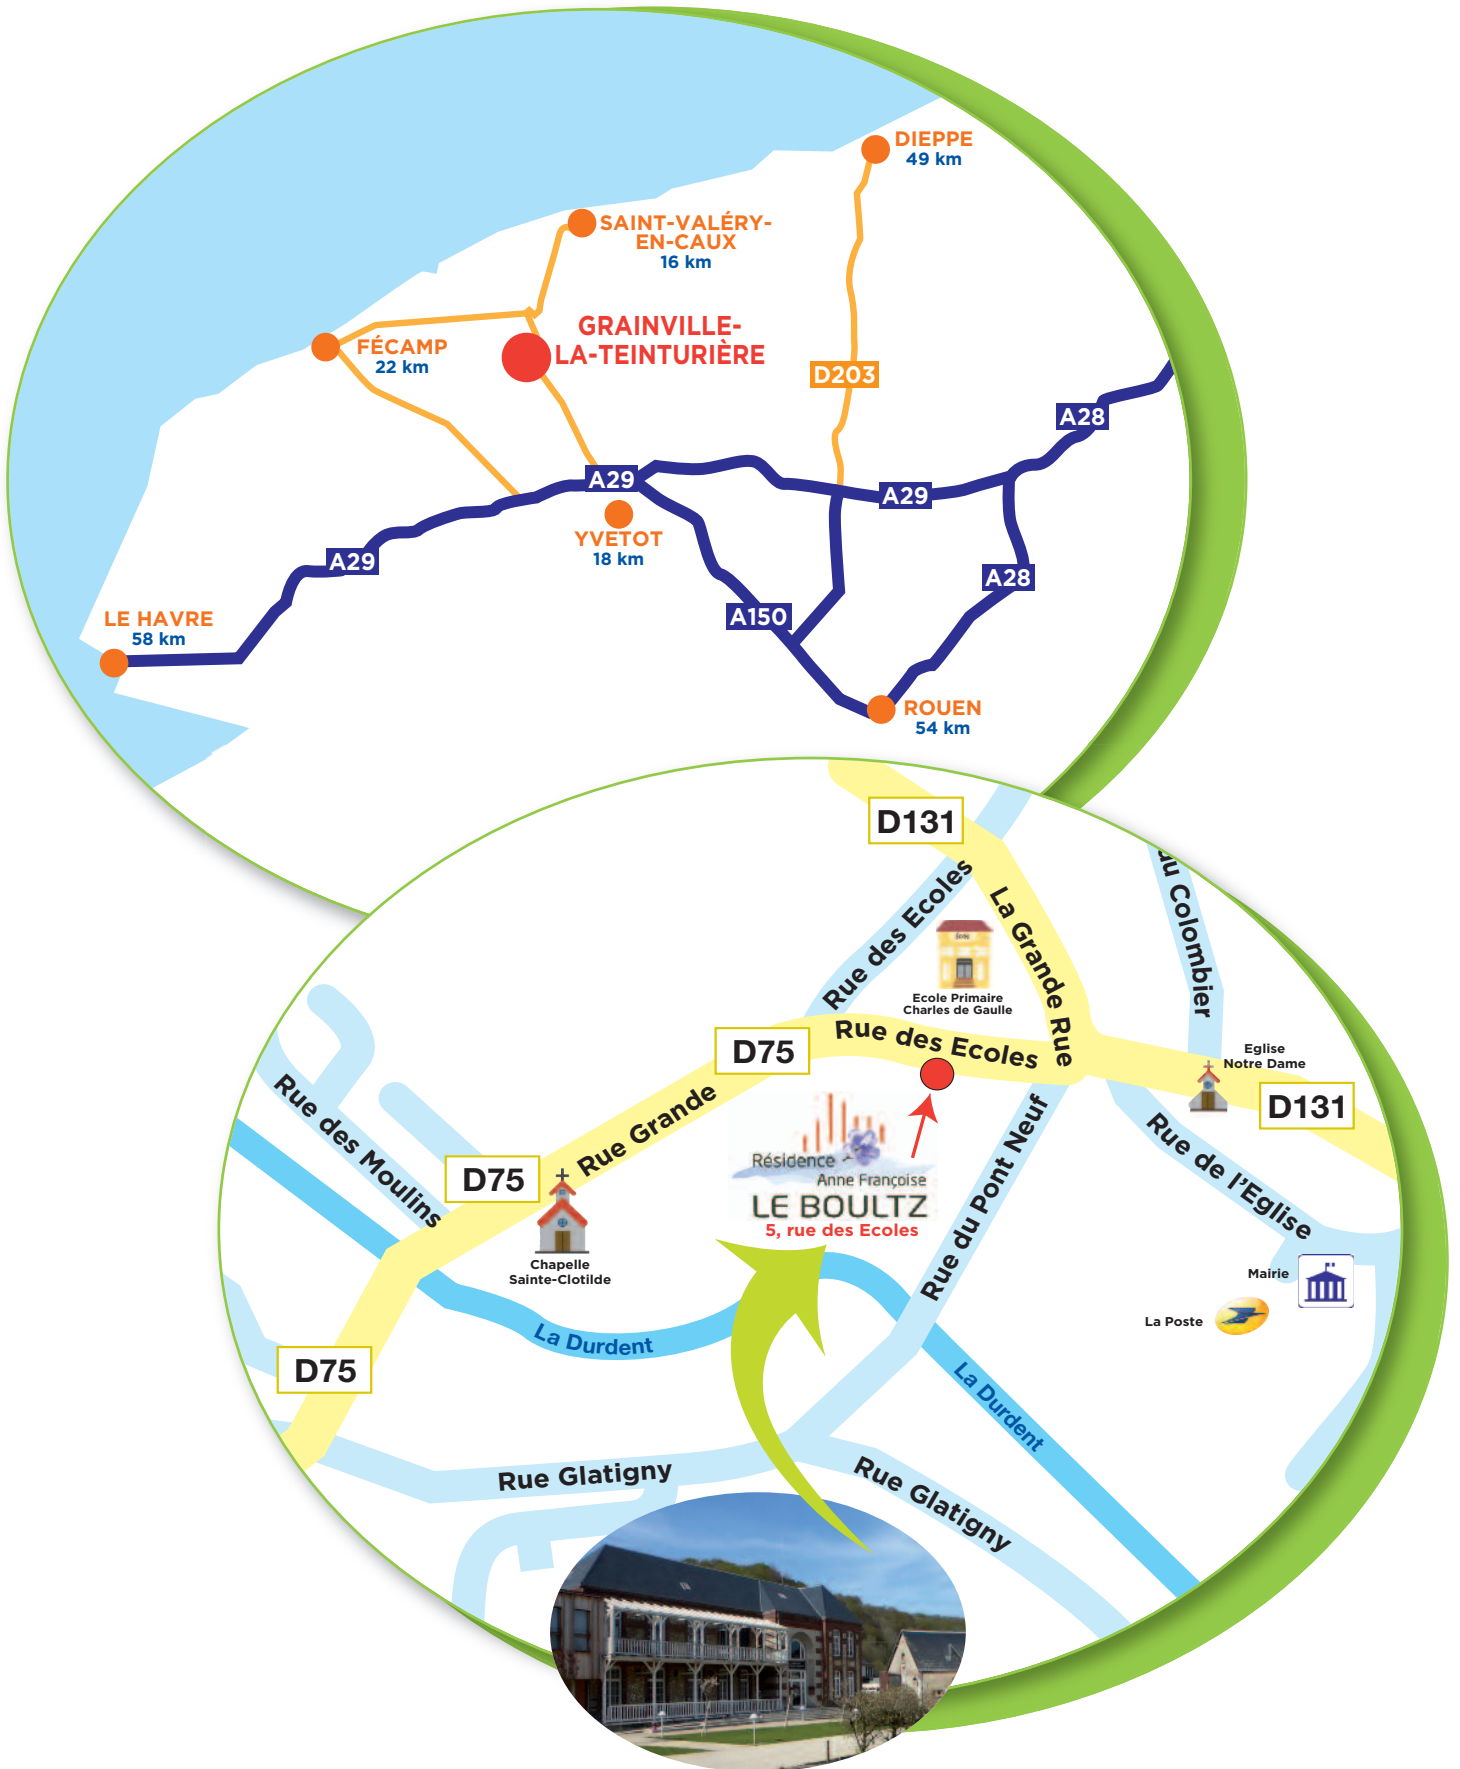 DIEPPE
49 km
SAINT-VALÉRY-
EN-CAUX
16 km
GRAINVILLE-
LA-TEINTURIÈRE
FÉCAMP
22 km
D203
A28
A29
A29
YVETOT
18 km
A29
A28
A150
LE HAVRE
58 km
ROUEN
54 km
D131
Rue des Ecoles
La Grande Rue
du Colombier
Ecole Primaire
Charles de Gaulle
Rue des Ecoles
D75
Eglise
Notre Dame
D131
Rue des Moulins
Rue Grande
D75
Résidence
Anne Françoise
LE BOULTZ
5, rue des Ecoles
Rue du Pont Neuf
Rue de l'Eglise
Chapelle
Sainte-Clotilde
Mairie
La Poste
La Durdent
D75
La Durdent
Rue Glatigny
Rue Glatigny